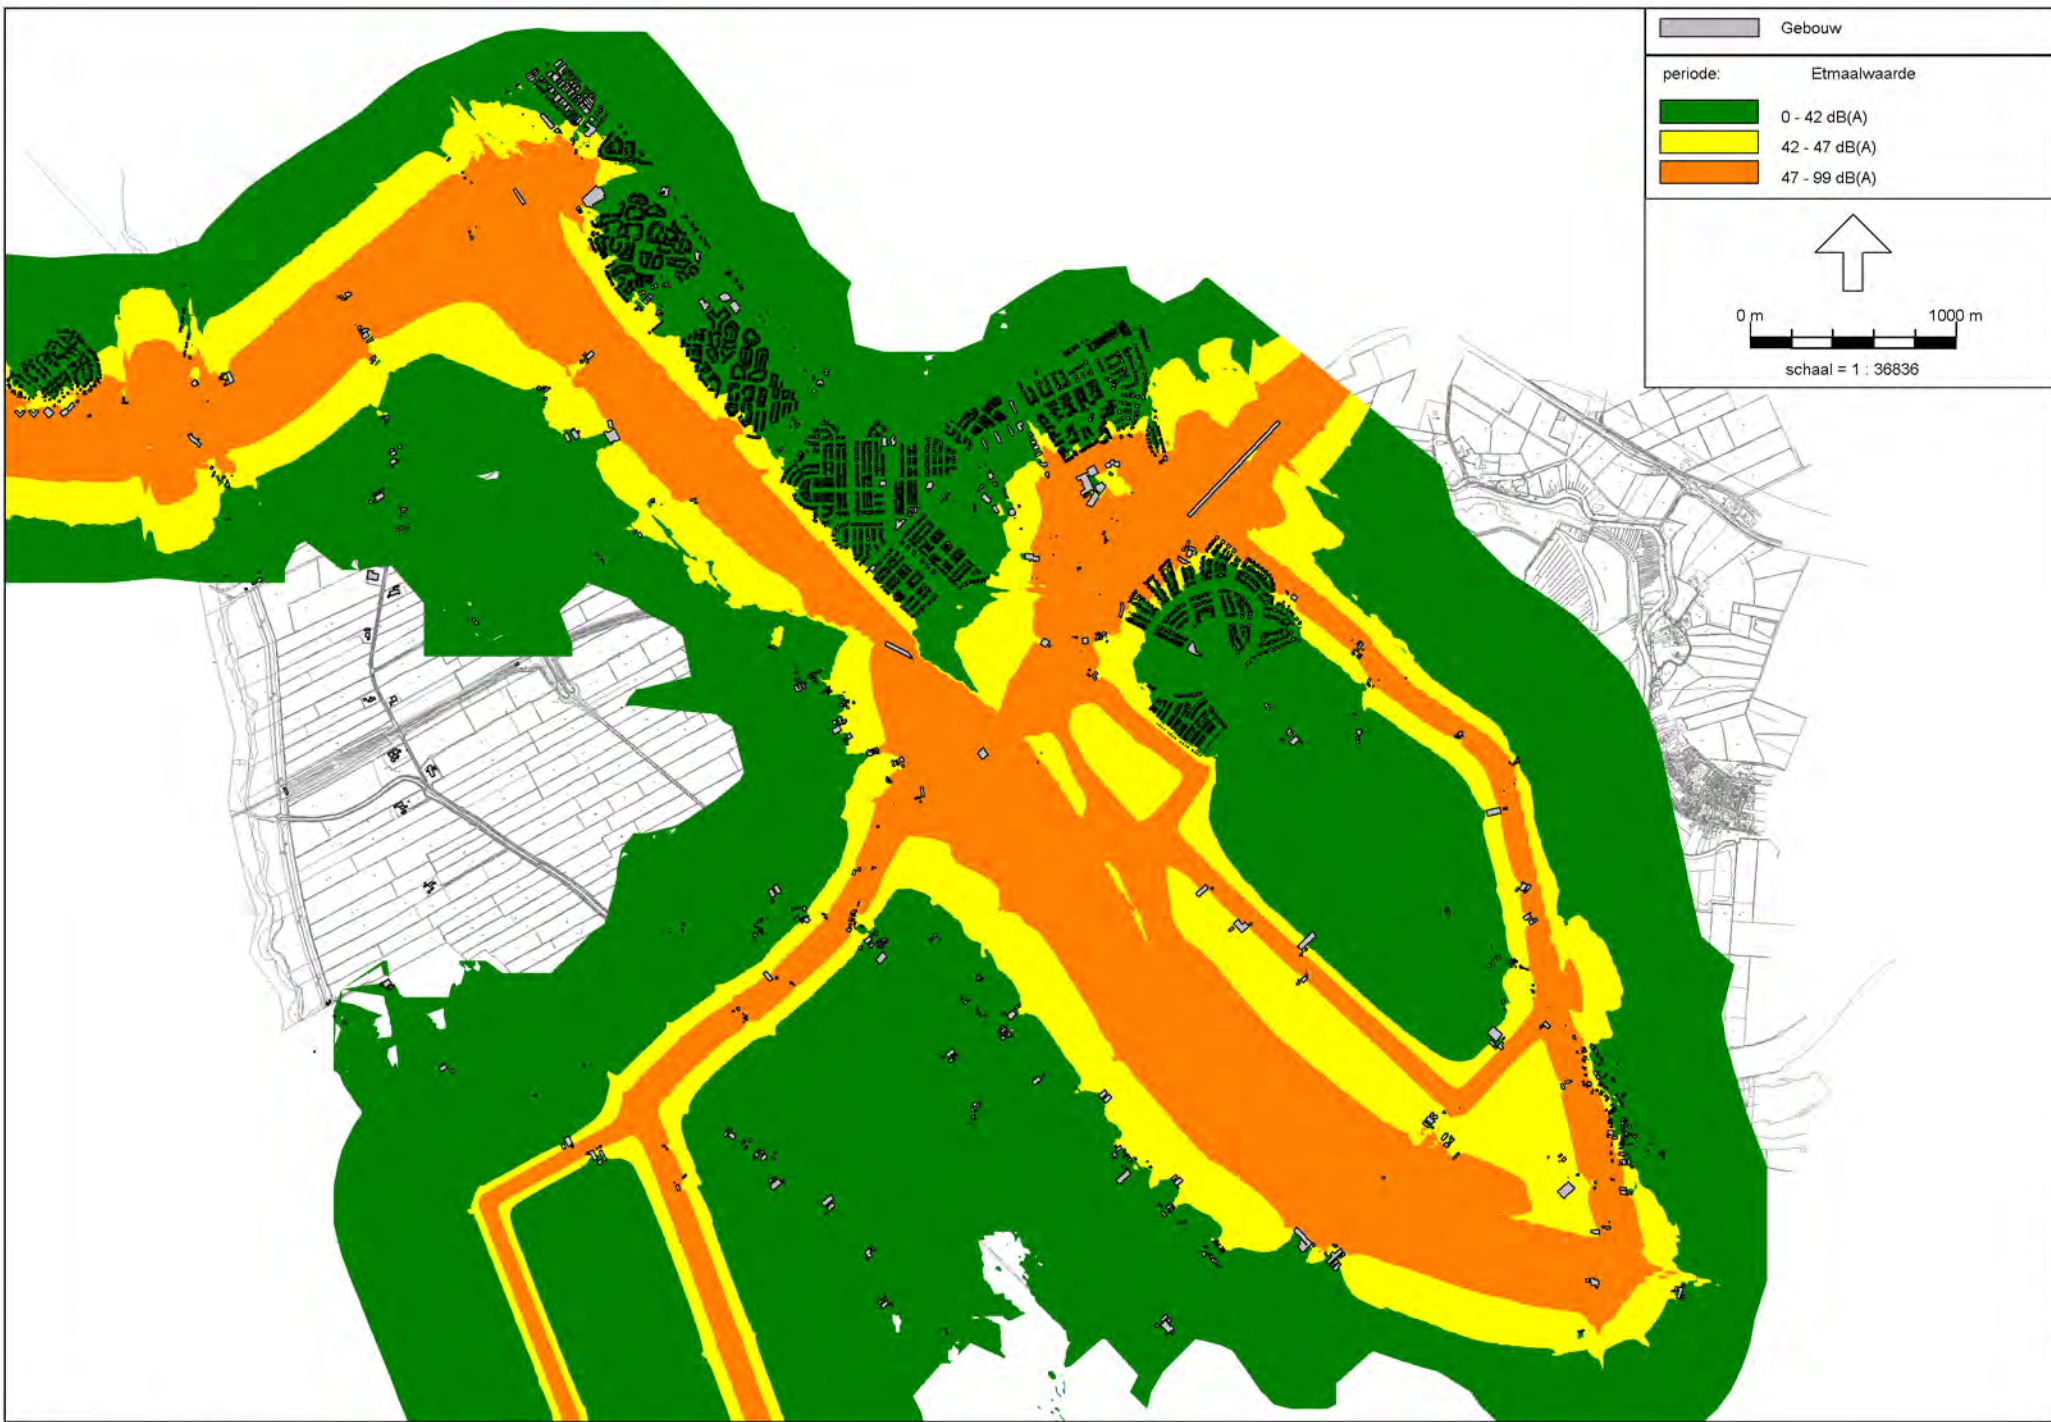 Gebouw
periode: Etmaalwaarde
0 - 42 dB(A)
42 - 47 dB(A)
47 - 99 dB(A)
0 m 1000 m
schaal = 1 : 36836